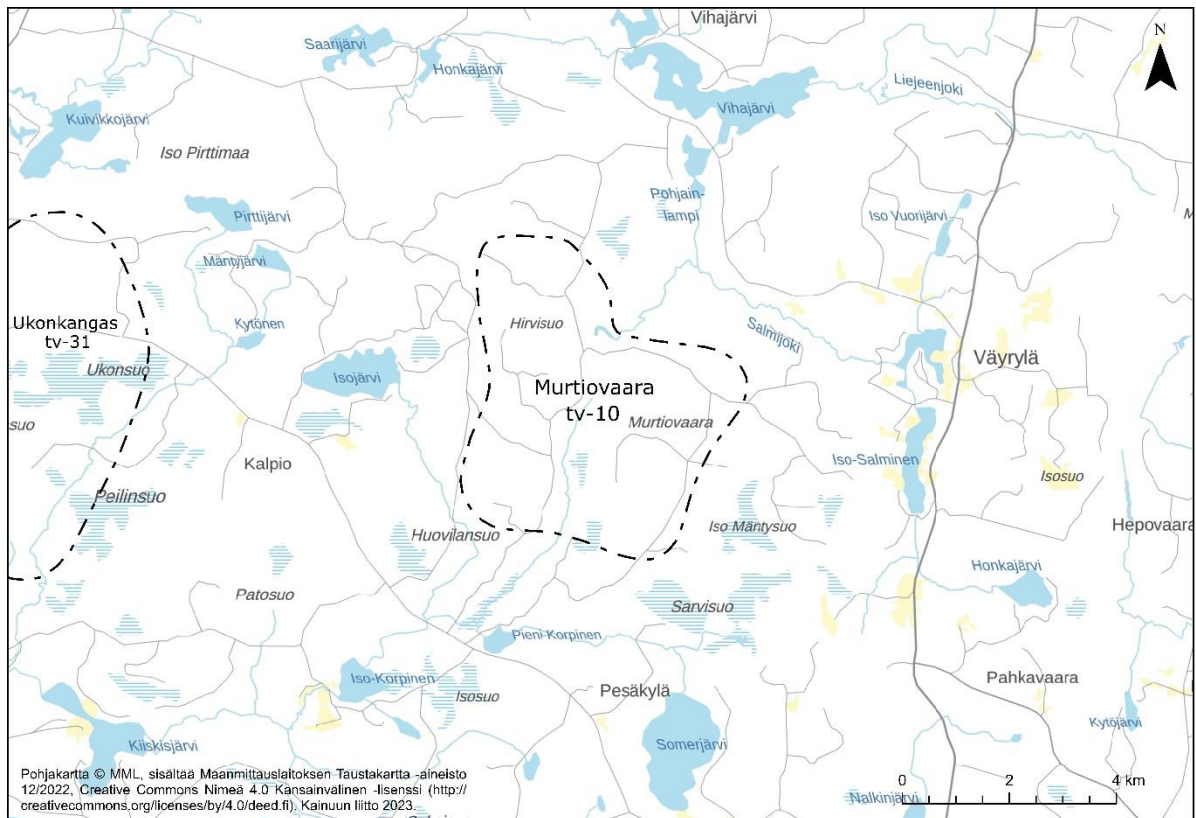 Vihajärvi
N
Saarijärvi
Honkajärvi
Liejeenjoki
Vihajärvi
Kuivikkojärvi
Iso Pirttimaa
Pohjain-
lampi
Pirttijärvi
Iso Vuorijärvi
M
Mäntyjärvi
Ukonkangas
tv-31
Kytönen
Hirvisuo
Salmijoki
Väyrylä
Ukonsuo
Isojärvi
Murtiovaara
tv-10
suo
Murtiovaara
Kalpio
Iso-Salminen
Isosuo
Peilinsuo
Huovilansuo
Iso Mäntysuo
Hepovaara
Honkajärvi
Patosuo
Sarvisuo
Pieni Korpinen
Iso-Korpinen
Isosuo
Pesäkylä
Pahkavaara
Kytöjärvi
Kiiskisjärvi
Somerjärvi
Pohjakartta © MML, sisältää Maanmittauslaitoksen Taustakartta -aineisto
12/2022, Creative Commons Nimeä 4.0 Kansainvälinen -lisenssi (http://
creativecommons.org/licenses/by/4.0/deed.fi). Kainuun liitto 2023.
0 2 4 km
Nalkinjärvi